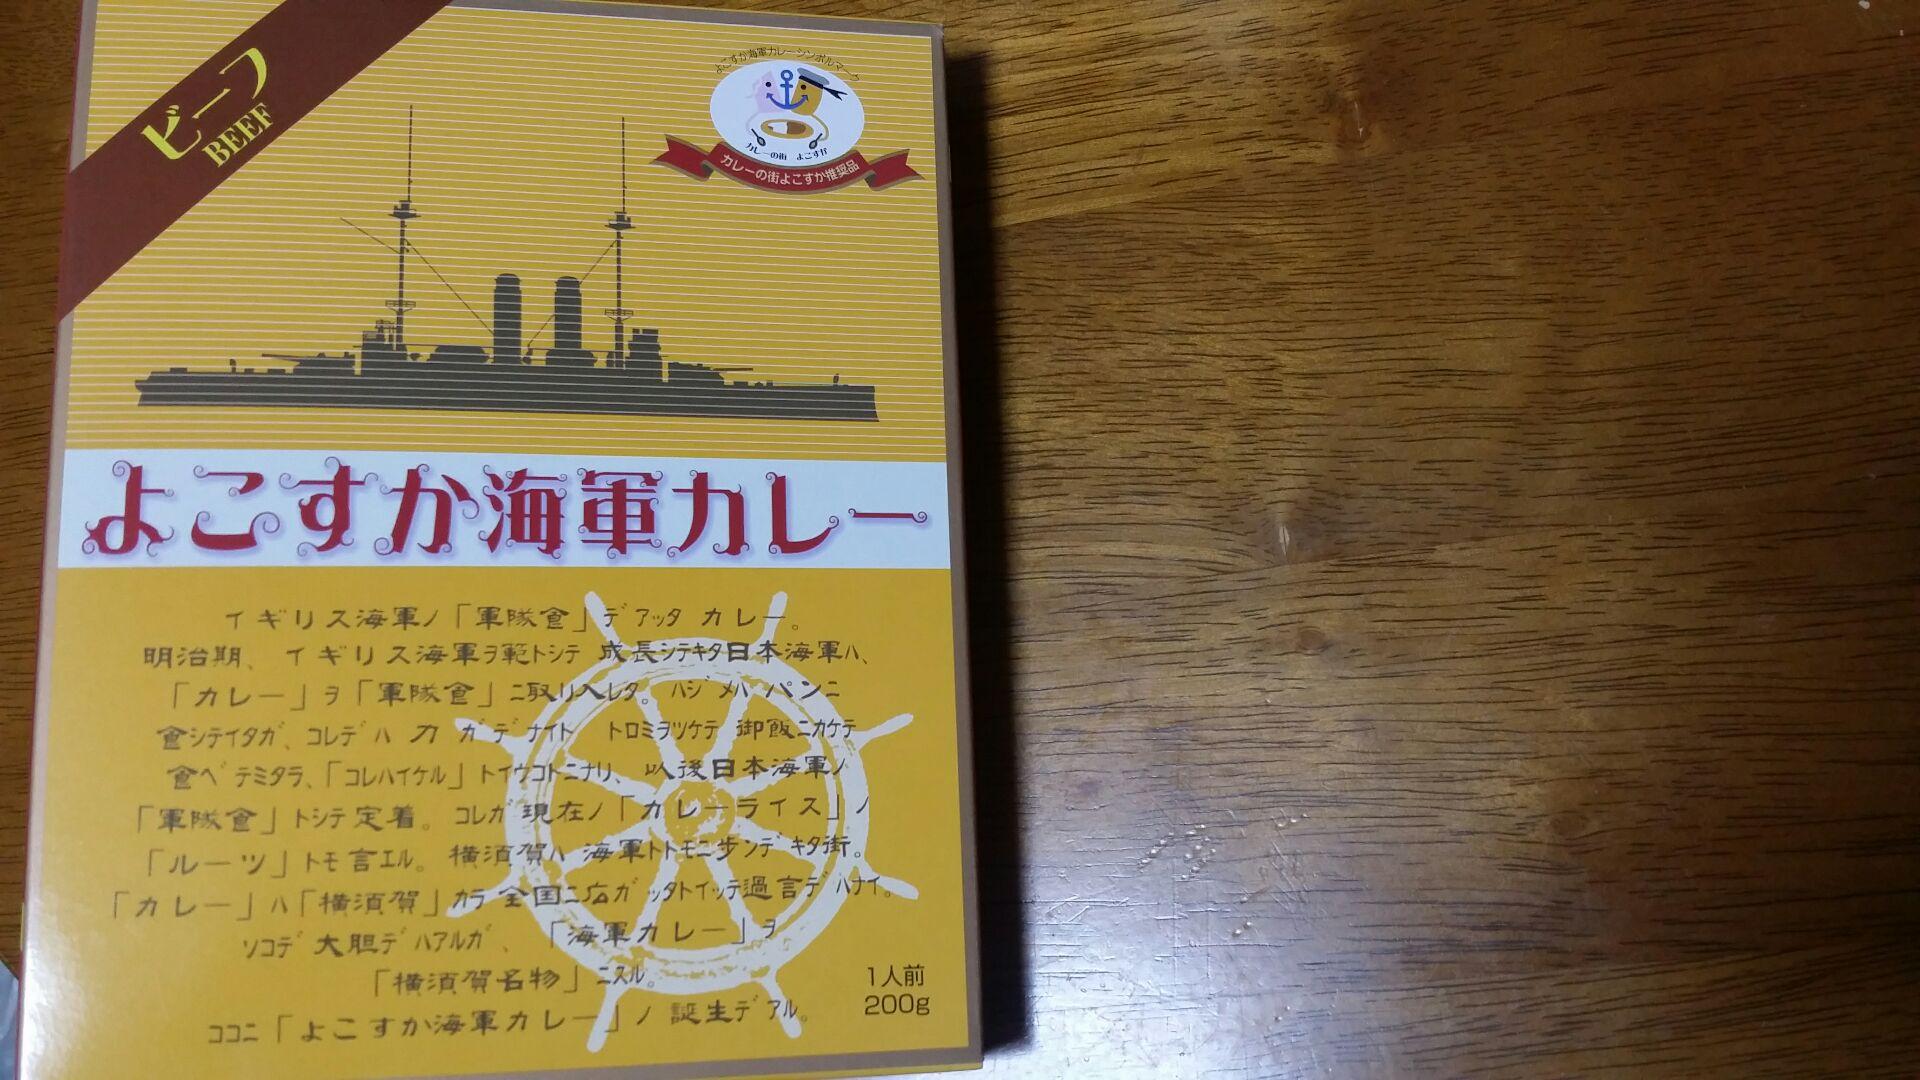 ビーフ
BEEF
よこすか海軍カレーシンボルマーク
カレーの街 よこすか
カレーの街よこすか推奨品
よこすか海軍カレー
イギリス海軍ノ「軍隊食」デアッタ カレー。
明治期、イギリス海軍ヲ範トシテ 成長シテキタ日本海軍ハ、
「カレー」ヲ「軍隊食」ニ取リ入レタ。ハジメハ パンニ
食シテイタガ、コレデハ 力 ガデナイト トロミヲツケテ 御飯ニカケテ
食ベテミタラ、「コレハイケル」トイウコトニナリ、以後日本海軍ノ
「軍隊食」トシテ定着。コレガ現在ノ「カレーライス」ノ
「ルーツ」トモ言エル。横須賀ハ 海軍トトモニ歩ンデキタ街。
「カレー」ハ「横須賀」カラ 全国ニ広ガッタトイッテ過言デハナイ。
ソコデ 大胆デハアルガ、「海軍カレー」ヲ
「横須賀名物」ニスル。
ココニ「よこすか海軍カレー」ノ 誕生デアル。
1人前
200g